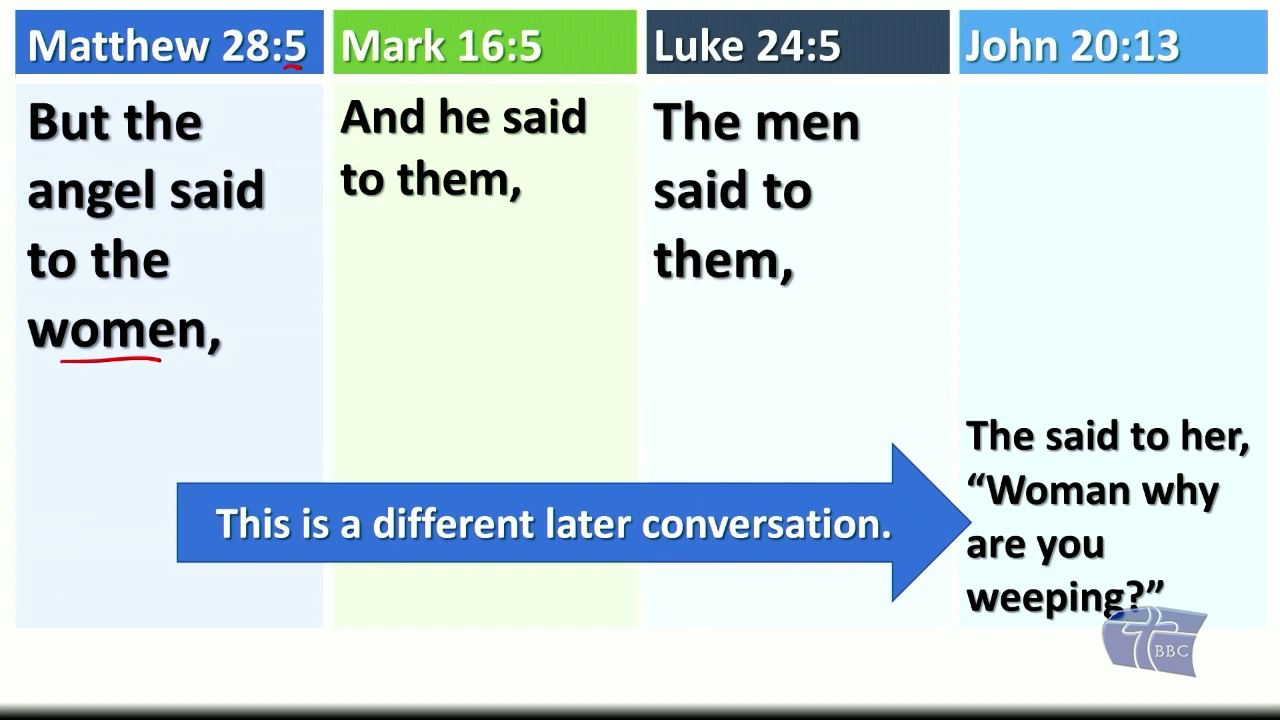 Matthew 28:5
But the
angel said
to the
women,
Mark 16:5
And he said
to them,
Luke 24:5
The men
said to
them,
John 20:13
The said to her,
“Woman why
are you
weeping?”
This is a different later conversation.
BBC